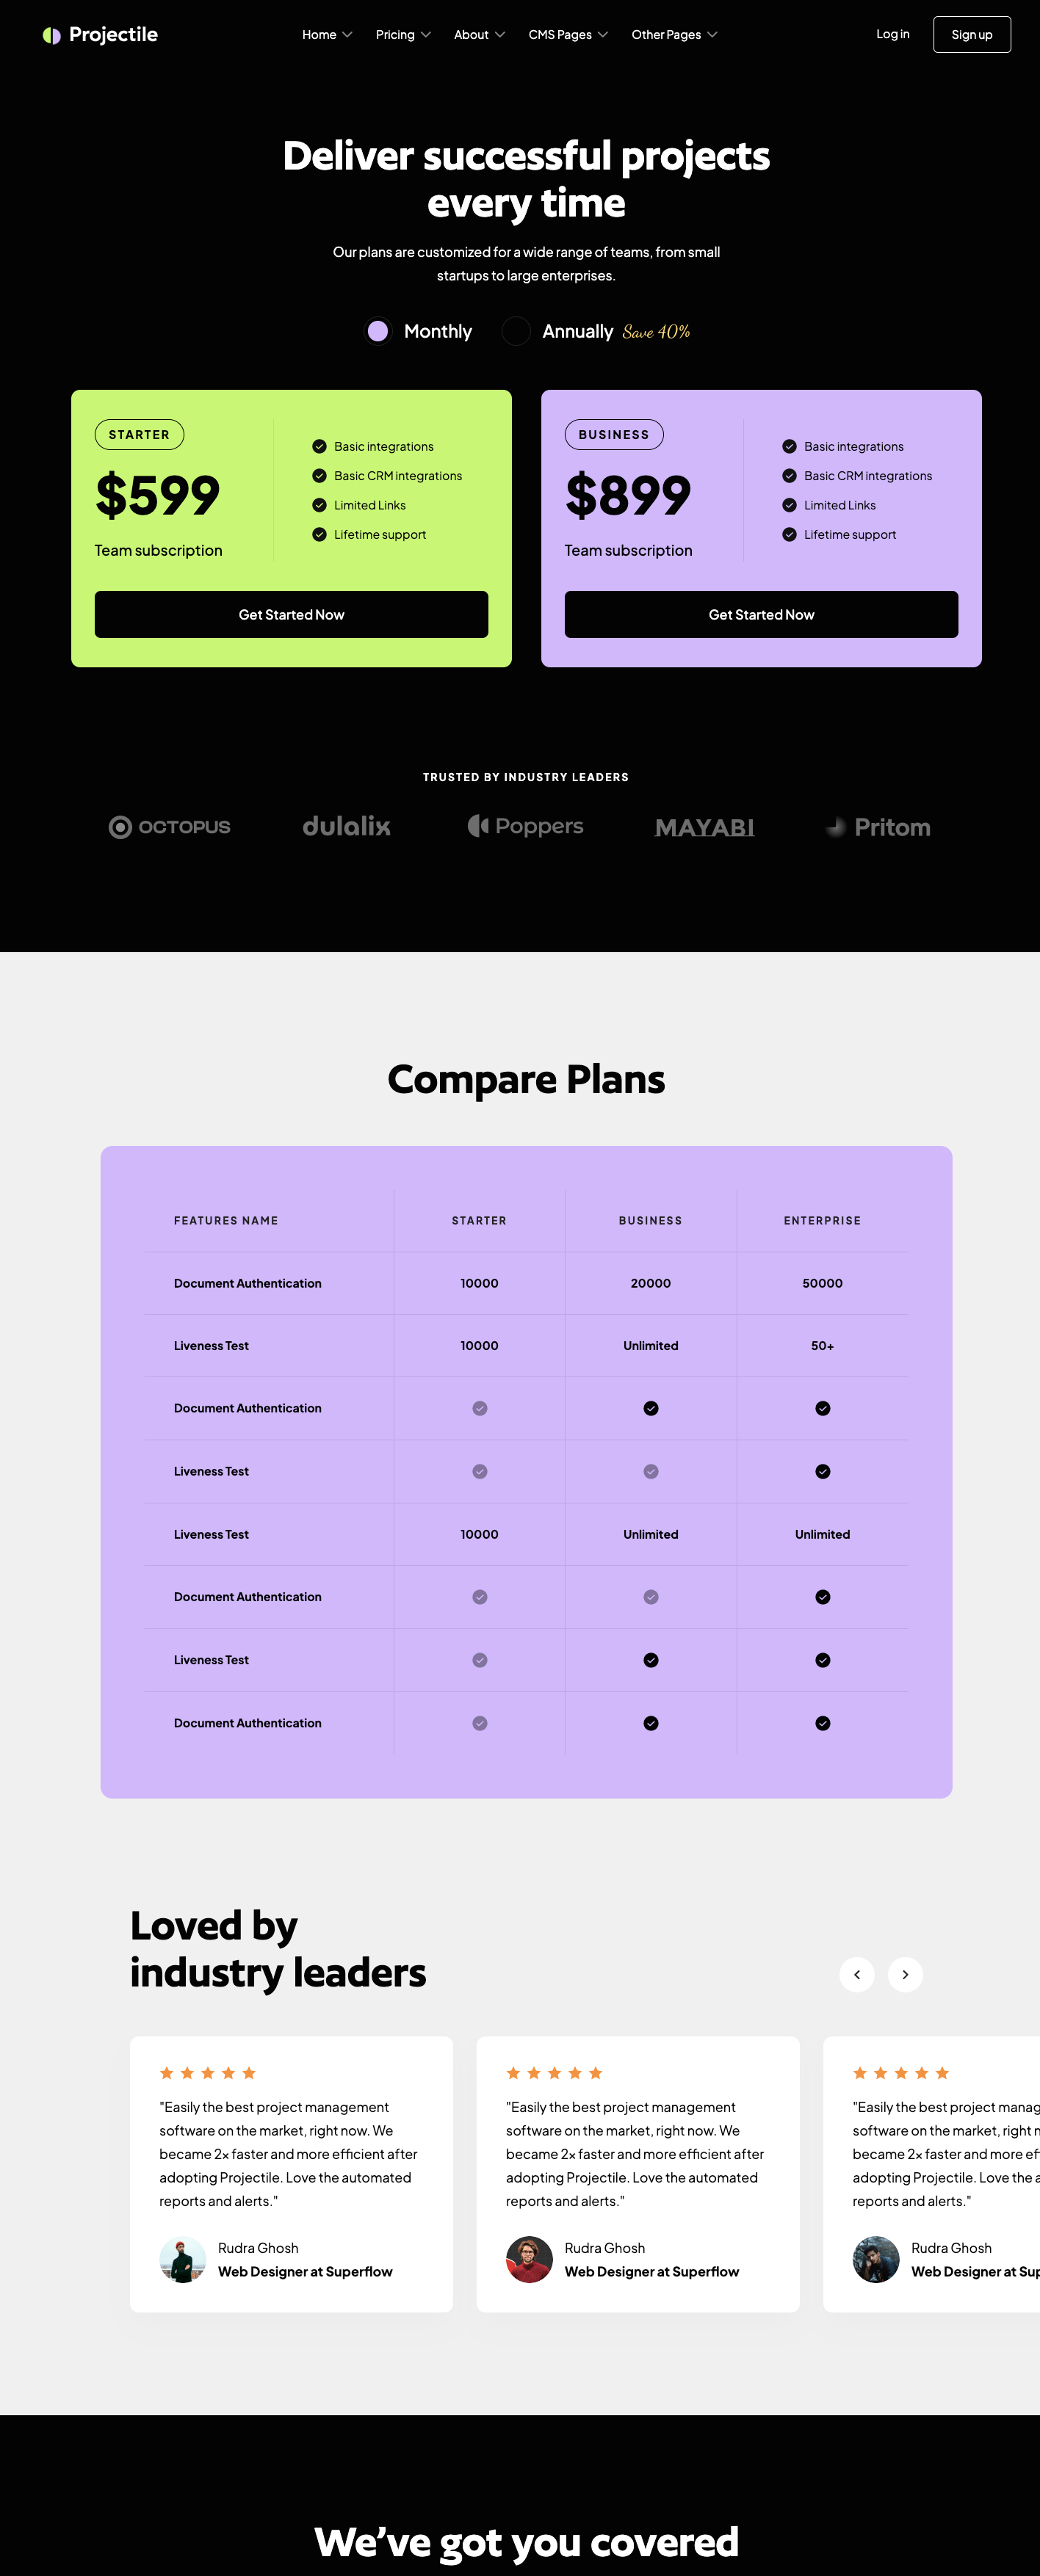 Projectile
Home
Pricing
About
CMS Pages
Other Pages
Log in
Sign up
Deliver successful projects
every time
Our plans are customized for a wide range of teams, from small
startups to large enterprises.
Monthly
Annually
Save 40%
STARTER
$599
Team subscription
Basic integrations
Basic CRM integrations
Limited Links
Lifetime support
Get Started Now
BUSINESS
$899
Team subscription
Basic integrations
Basic CRM integrations
Limited Links
Lifetime support
Get Started Now
TRUSTED BY INDUSTRY LEADERS
OCTOPUS
dulalix
Poppers
MAYABI
Pritom
Compare Plans
FEATURES NAME STARTER BUSINESS ENTERPRISE
Document Authentication 10000 20000 50000
Liveness Test 10000 Unlimited 50+
Document Authentication
Liveness Test
Liveness Test 10000 Unlimited Unlimited
Document Authentication
Liveness Test
Document Authentication
Loved by
industry leaders
"Easily the best project management
software on the market, right now. We
became 2x faster and more efficient after
adopting Projectile. Love the automated
reports and alerts."
Rudra Ghosh
Web Designer at Superflow
"Easily the best project management
software on the market, right now. We
became 2x faster and more efficient after
adopting Projectile. Love the automated
reports and alerts."
Rudra Ghosh
Web Designer at Superflow
"Easily the best project
software on the market, right
became 2x faster and more
adopting Projectile. Love the
reports and alerts."
Rudra Ghosh
Web Designer at
We've got you covered